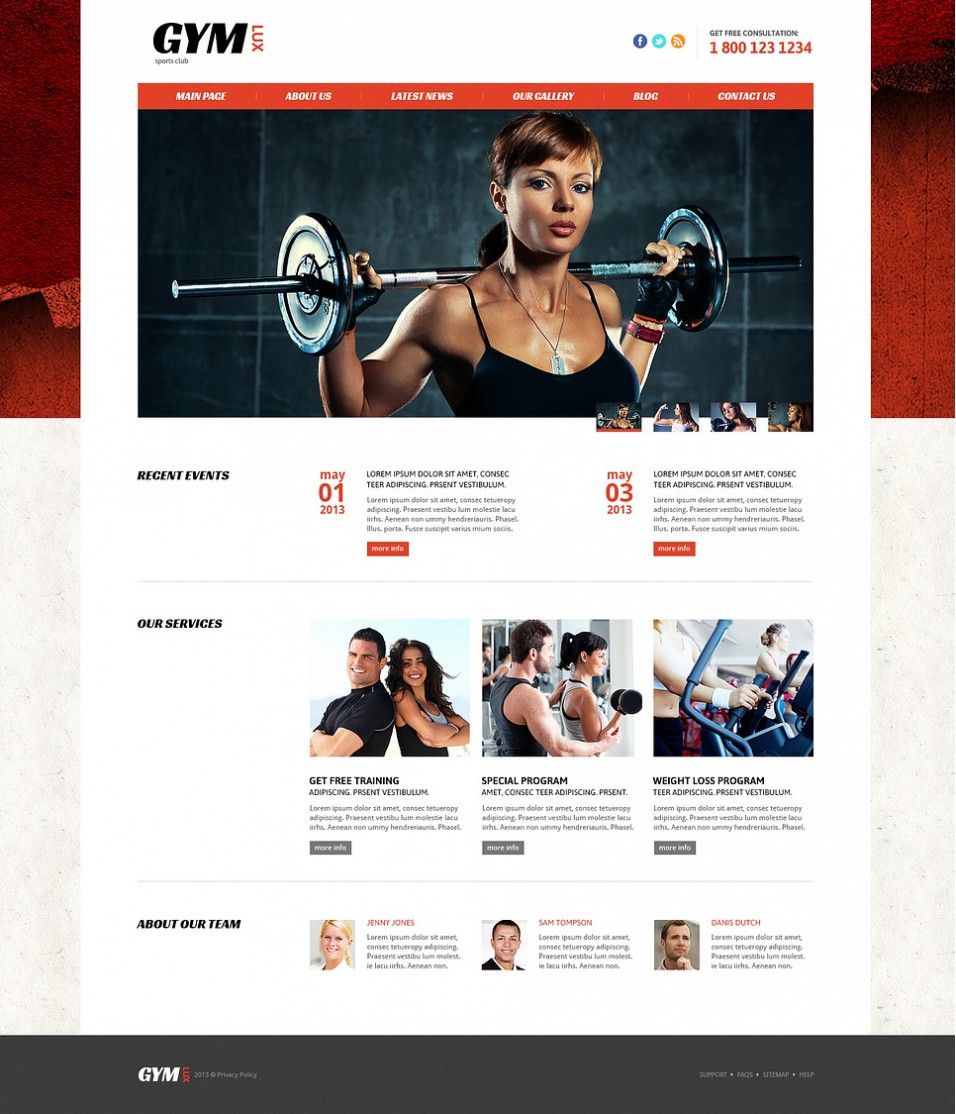 GYM LUX
sports club
GET FREE CONSULTATION:
1 800 123 1234
MAIN PAGE
ABOUT US
LATEST NEWS
OUR GALLERY
BLOG
CONTACT US
RECENT EVENTS
may
01
2013
LOREM IPSUM DOLOR SIT AMET, CONSEC
TEER ADIPISCING. PRSENT VESTIBULUM.
Lorem ipsum dolor sit amet, consec tetueropy
adipiscing. Praesent vestibu lum molestie lacu
iirhs. Aenean non ummy hendreriauris. Phasel.
Illus. porta. Fusce suscipit varius mium sociis.
more info
may
03
2013
LOREM IPSUM DOLOR SIT AMET, CONSEC
TEER ADIPISCING. PRSENT VESTIBULUM.
Lorem ipsum dolor sit amet, consec tetueropy
adipiscing. Praesent vestibu lum molestie lacu
iirhs. Aenean non ummy hendreriauris. Phasel.
Illus. porta. Fusce suscipit varius mium sociis.
more info
OUR SERVICES
GET FREE TRAINING
ADIPISCING. PRSENT VESTIBULUM.
Lorem ipsum dolor sit amet, consec tetueropy
adipiscing. Praesent vestibu lum molestie lacu
iirhs. Aenean non ummy hendreriauris. Phasel.
more info
SPECIAL PROGRAM
AMET, CONSEC TEER ADIPISCING. PRSENT.
Lorem ipsum dolor sit amet, consec tetueropy
adipiscing. Praesent vestibu lum molestie lacu
iirhs. Aenean non ummy hendreriauris. Phasel.
more info
WEIGHT LOSS PROGRAM
TEER ADIPISCING. PRSENT VESTIBULUM.
Lorem ipsum dolor sit amet, consec tetueropy
adipiscing. Praesent vestibu lum molestie lacu
iirhs. Aenean non ummy hendreriauris. Phasel.
more info
ABOUT OUR TEAM
JENNY JONES
Lorem ipsum dolor sit amet,
consec tetueropy adipiscing.
Praesent vestibu lum molest.
ie lacu iirhs. Aenean non.
SAM TOMPSON
Lorem ipsum dolor sit amet,
consec tetueropy adipiscing.
Praesent vestibu lum molest.
ie lacu iirhs. Aenean non.
DANIS DUTCH
Lorem ipsum dolor sit amet,
consec tetueropy adipiscing.
Praesent vestibu lum molest.
ie lacu iirhs. Aenean non.
GYM LUX 2013 © Privacy Policy
SUPPORT • FAQS • SITEMAP • HELP